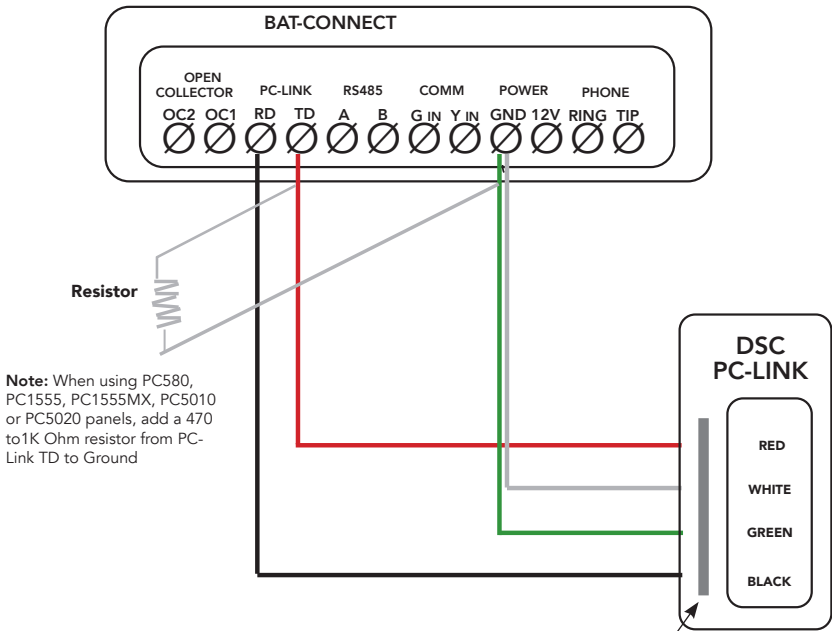 BAT-CONNECT
OPEN
COLLECTOR PC-LINK RS485 COMM POWER PHONE
OC2 OC1 RD TD A B G IN Y IN GND 12V RING TIP
Resistor
Note: When using PC580,
PC1555, PC1555MX, PC5010
or PC5020 panels, add a 470
to1K Ohm resistor from PC-
Link TD to Ground
DSC
PC-LINK
RED
WHITE
GREEN
BLACK